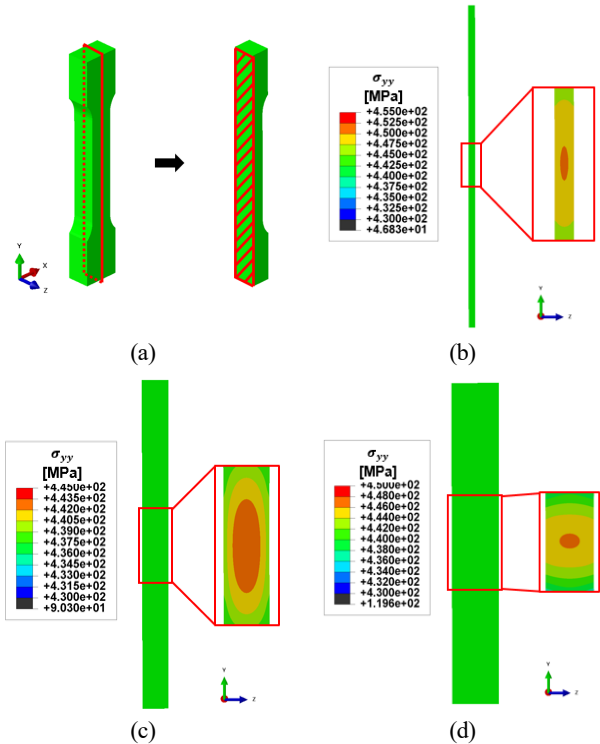 Y
X
Z
(a)
σyy
[MPa]
+4.550e+02
+4.525e+02
+4.500e+02
+4.475e+02
+4.450e+02
+4.425e+02
+4.400e+02
+4.375e+02
+4.350e+02
+4.325e+02
+4.300e+02
+4.683e+01
Y
Z
(b)
σyy
[MPa]
+4.450e+02
+4.435e+02
+4.420e+02
+4.405e+02
+4.390e+02
+4.375e+02
+4.360e+02
+4.345e+02
+4.330e+02
+4.315e+02
+4.300e+02
+9.030e+01
Y
Z
(c)
σyy
[MPa]
+4.500e+02
+4.480e+02
+4.460e+02
+4.440e+02
+4.420e+02
+4.400e+02
+4.380e+02
+4.360e+02
+4.340e+02
+4.320e+02
+4.300e+02
+1.196e+02
Y
Z
(d)